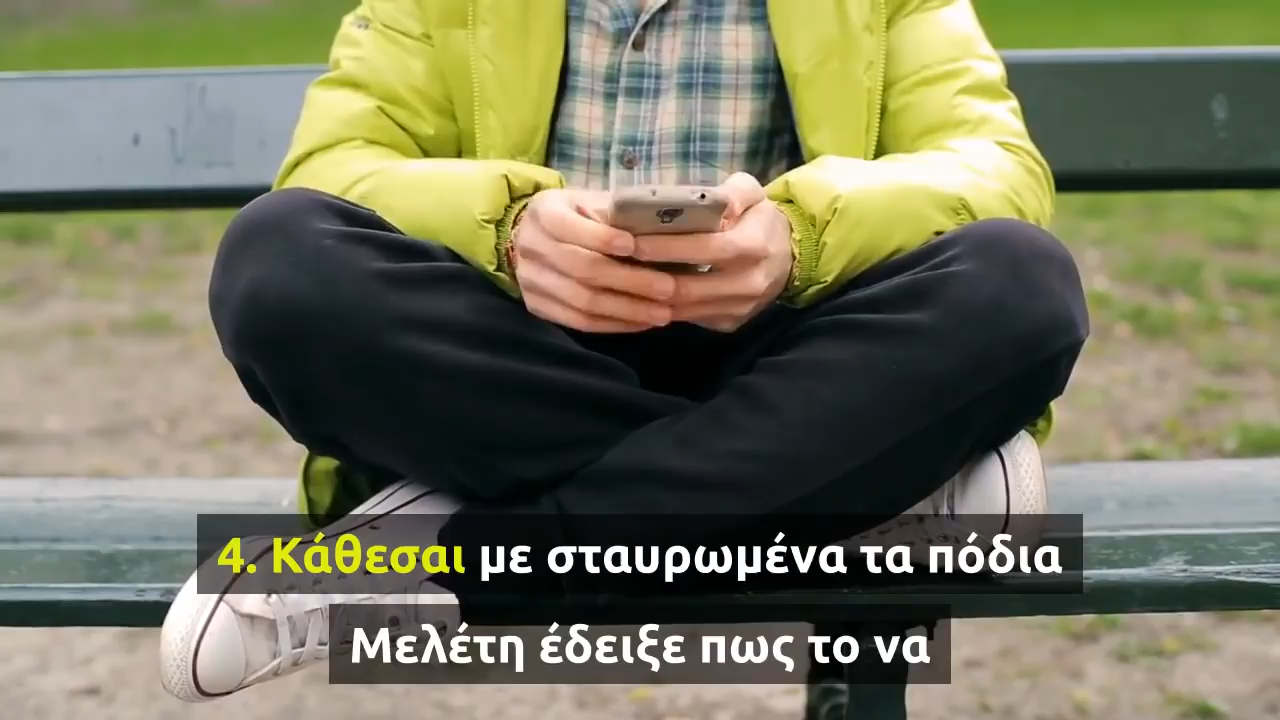 4. Κάθεσαι με σταυρωμένα τα πόδια
Μελέτη έδειξε πως το να